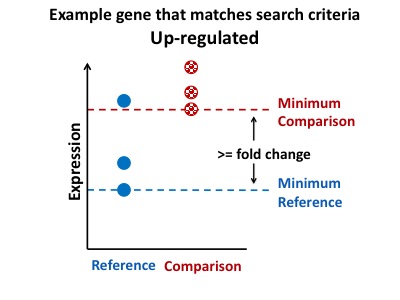 Example gene that matches search criteria
Up-regulated
Minimum
Comparison
>= fold change
Minimum
Reference
Expression
Reference Comparison